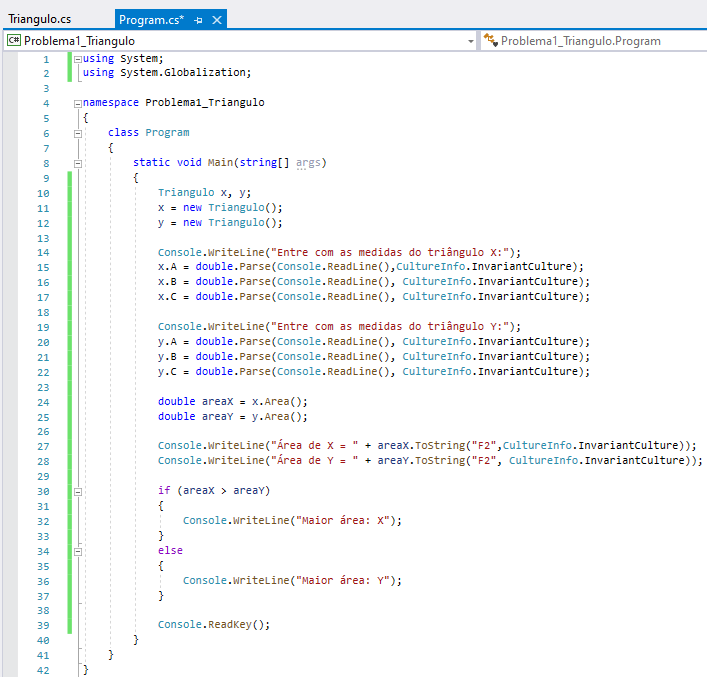 Triangulo.cs Program.cs*
C# Problema1_Triangulo Problema1_Triangulo.Program
1 using System;
2 using System.Globalization;
3
4 namespace Problema1_Triangulo
5 {
6 class Program
7 {
8 static void Main(string[] args)
9 {
10 Triangulo x, y;
11 x = new Triangulo();
12 y = new Triangulo();
13
14 Console.WriteLine("Entre com as medidas do triângulo X:");
15 x.A = double.Parse(Console.ReadLine(),CultureInfo.InvariantCulture);
16 x.B = double.Parse(Console.ReadLine(), CultureInfo.InvariantCulture);
17 x.C = double.Parse(Console.ReadLine(), CultureInfo.InvariantCulture);
18
19 Console.WriteLine("Entre com as medidas do triângulo Y:");
20 y.A = double.Parse(Console.ReadLine(), CultureInfo.InvariantCulture);
21 y.B = double.Parse(Console.ReadLine(), CultureInfo.InvariantCulture);
22 y.C = double.Parse(Console.ReadLine(), CultureInfo.InvariantCulture);
23
24 double areaX = x.Area();
25 double areaY = y.Area();
26
27 Console.WriteLine("Área de X = " + areaX.ToString("F2",CultureInfo.InvariantCulture));
28 Console.WriteLine("Área de Y = " + areaY.ToString("F2", CultureInfo.InvariantCulture));
29
30 if (areaX > areaY)
31 {
32 Console.WriteLine("Maior área: X");
33 }
34 else
35 {
36 Console.WriteLine("Maior área: Y");
37 }
38
39 Console.ReadKey();
40 }
41 }
42 }